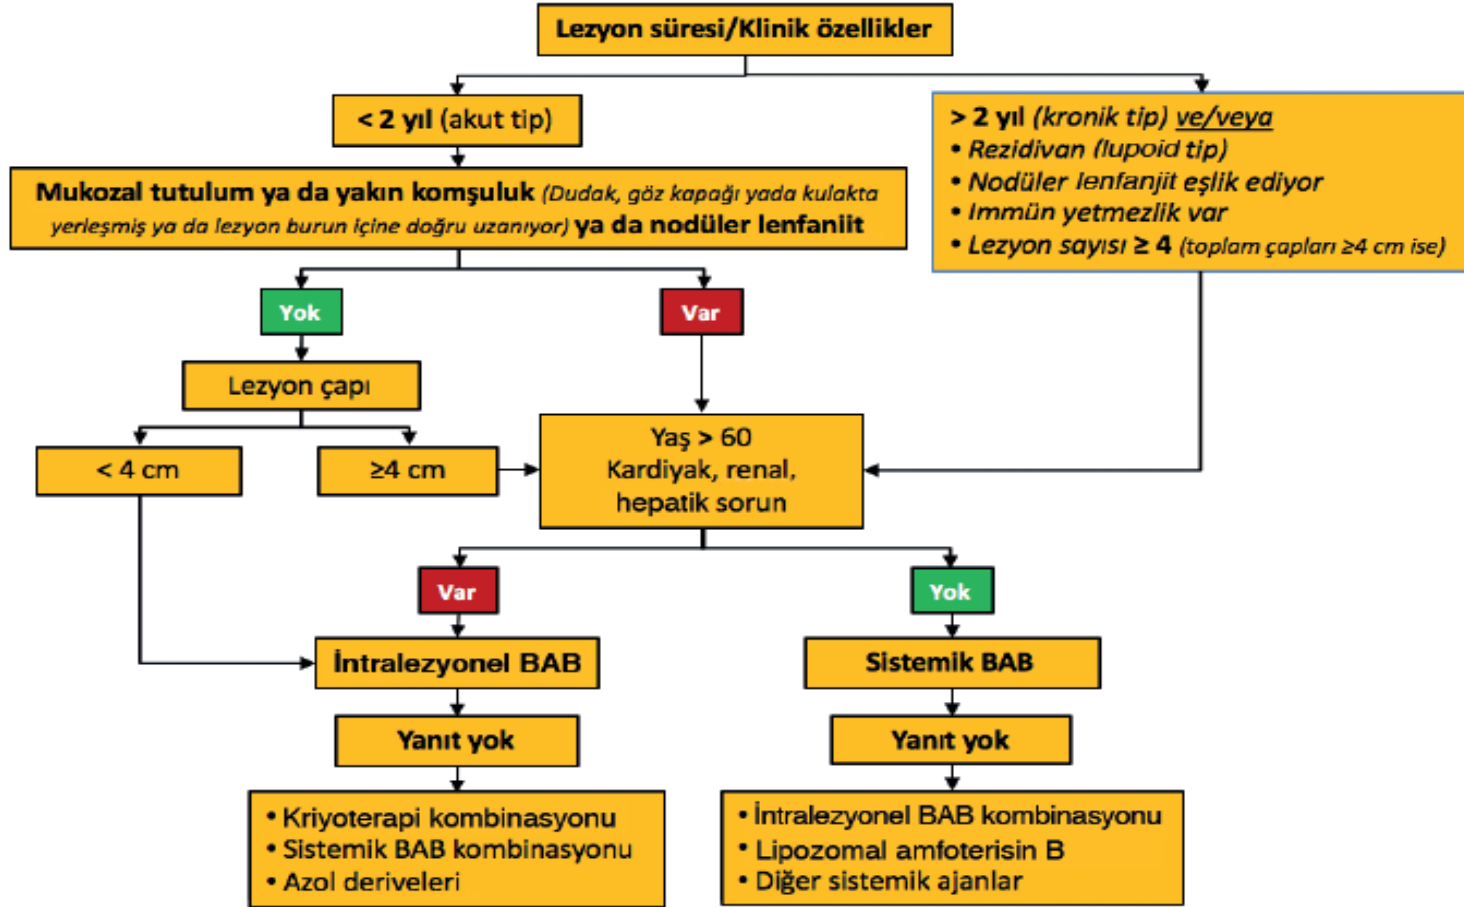 Lezyon süresi/Klinik özellikler
< 2 yıl (akut tip)
> 2 yıl (kronik tip) ve/veya
• Rezidivan (lupoid tip)
• Nodüler lenfanjit eşlik ediyor
• Immün yetmezlik var
• Lezyon sayısı ≥ 4 (toplam çapları ≥4 cm ise)
Mukozal tutulum ya da yakın komşuluk (Dudak, göz kapağı yada kulakta
yerleşmiş ya da lezyon burun içine doğru uzanıyor) ya da nodüler lenfaniit
Yok
Var
Lezyon çapı
< 4 cm
≥4 cm
Yaş > 60
Kardiyak, renal,
hepatik sorun
Var
Yok
İntralezyonel BAB
Sistemik BAB
Yanıt yok
Yanıt yok
• Kriyoterapi kombinasyonu
• Sistemik BAB kombinasyonu
• Azol deriveleri
• İntralezyonel BAB kombinasyonu
• Lipozomal amfoterisin B
• Diğer sistemik ajanlar